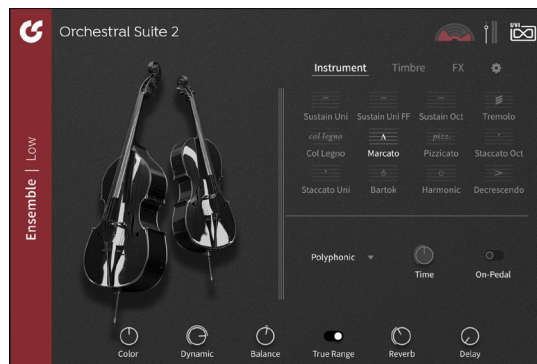 Orchestral Suite 2
UVI
Ensemble | Low
Instrument Timbre FX
Sustain Uni Sustain Uni FF Sustain Oct Tremolo
col legno pizz.
Col Legno Marcato Pizzicato Staccato Oct
Staccato Uni Bartok Harmonic Decrescendo
Polyphonic
Time On-Pedal
Color Dynamic Balance True Range Reverb Delay